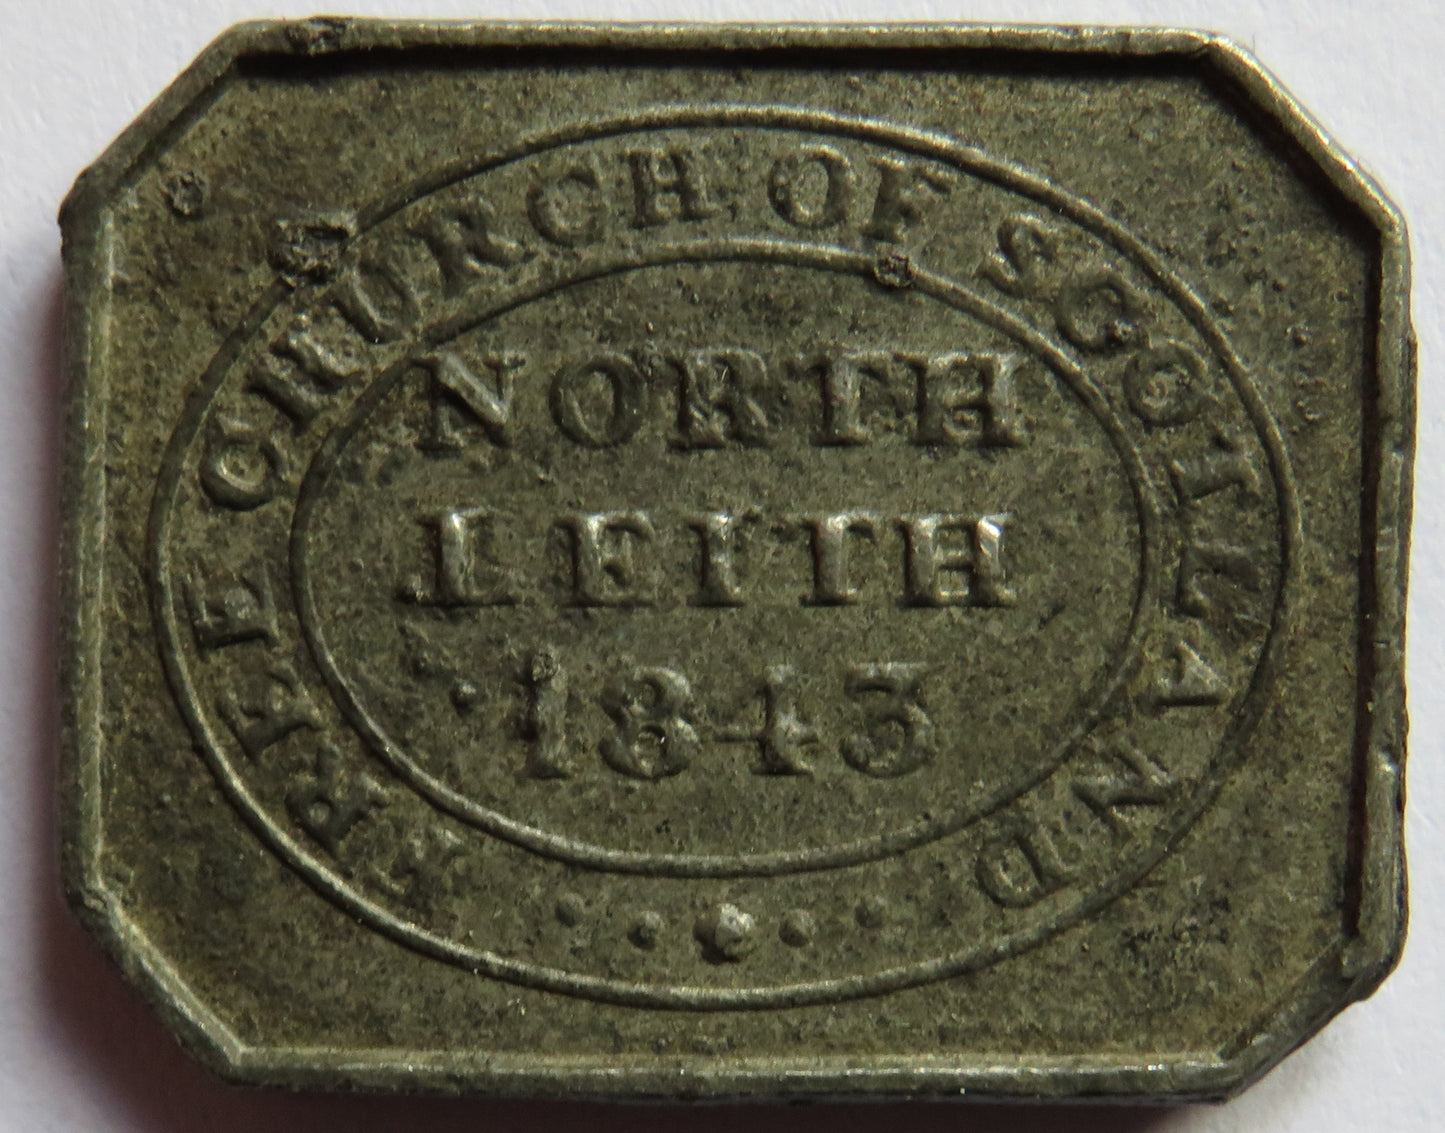 FREE CHURCH OF SCOTLAND
NORTH
LEITH
1843